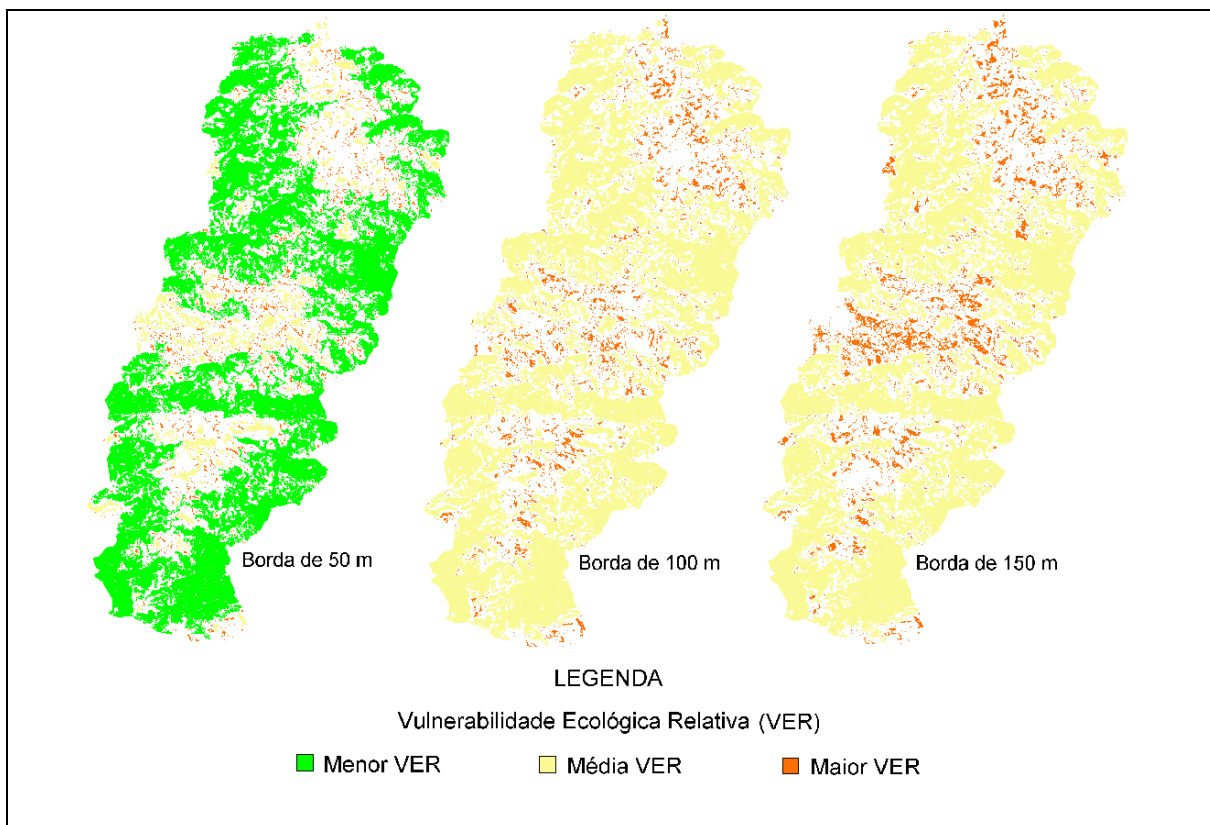 Borda de 50 m
Borda de 100 m
Borda de 150 m
LEGENDA
Vulnerabilidade Ecológica Relativa (VER)
Menor VER
Média VER
Maior VER